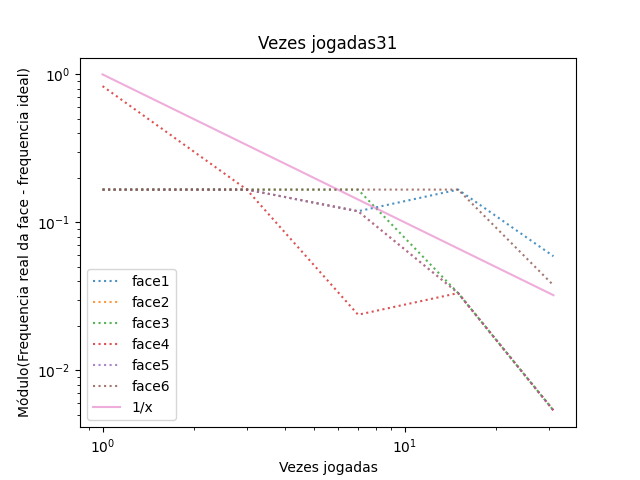 Vezes jogadas31
Módulo(Frequencia real da face - frequencia ideal)
10⁰
10⁻¹
10⁻²
face1
face2
face3
face4
face5
face6
1/x
10⁰
10¹
Vezes jogadas